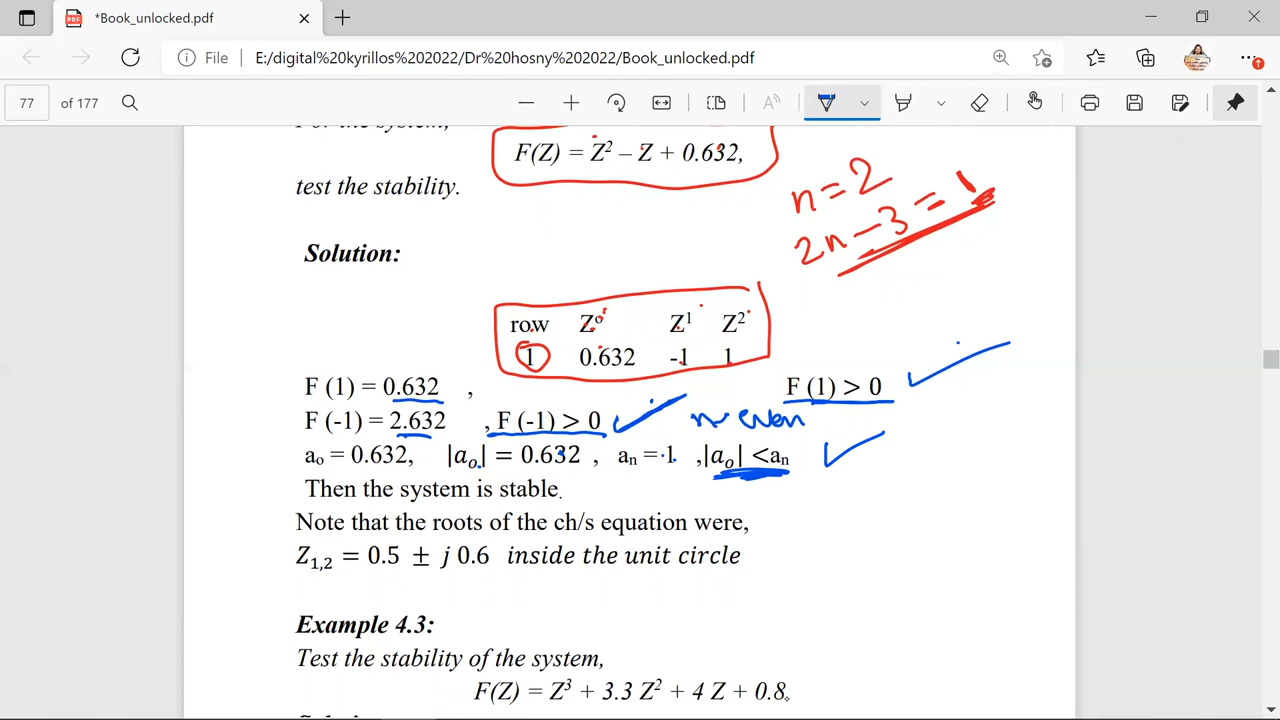 *Book_unlocked.pdf
File E:/digital%20kyrillos%202022/Dr%20hosny%202022/Book_unlocked.pdf
77 of 177
F(Z) = Z² – Z + 0.632,
test the stability.
n=2
2n-3=1
Solution:
row Z⁰ Z¹ Z²
1 0.632 -1 1
F (1) = 0.632 , F (1) > 0
F (-1) = 2.632 , F (-1) > 0 n even
aₒ = 0.632, |aₒ| = 0.632 , aₙ = 1 ,|aₒ| <aₙ
Then the system is stable.
Note that the roots of the ch/s equation were,
Z₁,₂ = 0.5 ± j 0.6 inside the unit circle
Example 4.3:
Test the stability of the system,
F(Z) = Z³ + 3.3 Z² + 4 Z + 0.8,